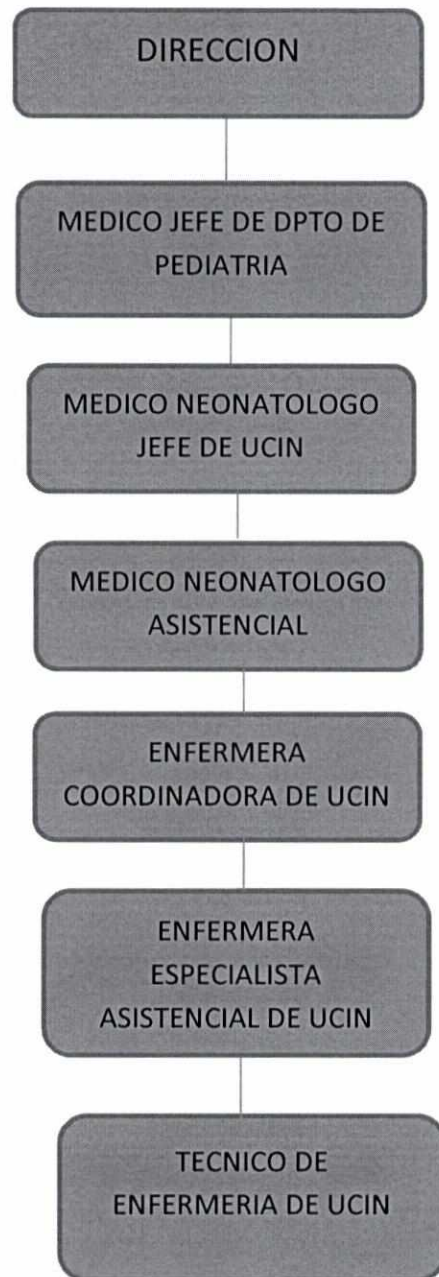 DIRECCION
MEDICO JEFE DE DPTO DE
PEDIATRIA
MEDICO NEONATOLOGO
JEFE DE UCIN
MEDICO NEONATOLOGO
ASISTENCIAL
ENFERMERA
COORDINADORA DE UCIN
ENFERMERA
ESPECIALISTA
ASISTENCIAL DE UCIN
TECNICO DE
ENFERMERIA DE UCIN